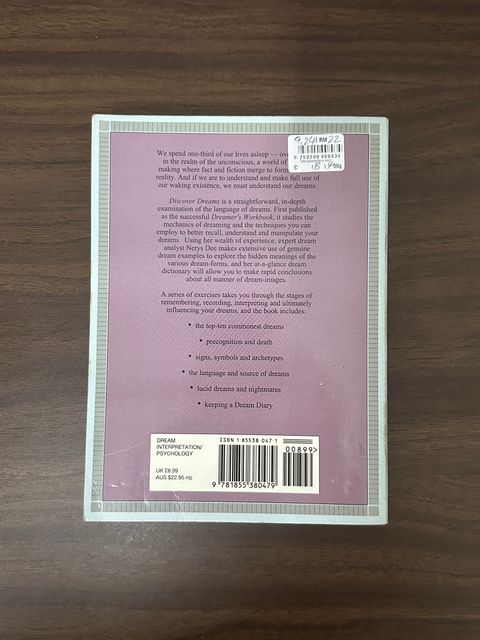 We spend one-third of our lives asleep —
in the realm of the unconscious, a world of
making where fact and fiction merge to form
reality. And if we are to understand and make full use of
our waking existence, we must understand our dreams.
Discover Dreams is a straightforward, in-depth
examination of the language of dreams. First published
as the successful Dreamer's Workbook, it studies the
mechanics of dreaming and the techniques you can
employ to better recall, understand and manipulate your
dreams. Using her wealth of experience, expert dream
analyst Nerys Dee makes extensive use of genuine
dream examples to explore the hidden meanings of the
various dream-forms, and her at-a-glance dream
dictionary will allow you to make rapid conclusions
about all manner of dream-images.
A series of exercises takes you through the stages of
remembering, recording, interpreting and ultimately
influencing your dreams, and the book includes:
• the top-ten commonest dreams
• precognition and death
• signs, symbols and archetypes
• the language and source of dreams
• lucid dreams and nightmares
• keeping a Dream Diary
DREAM
INTERPRETATION/
PSYCHOLOGY
UK £8.99
AUS $22.95 rrp
ISBN 1-85538-047-1
00899>
9 781855 380479